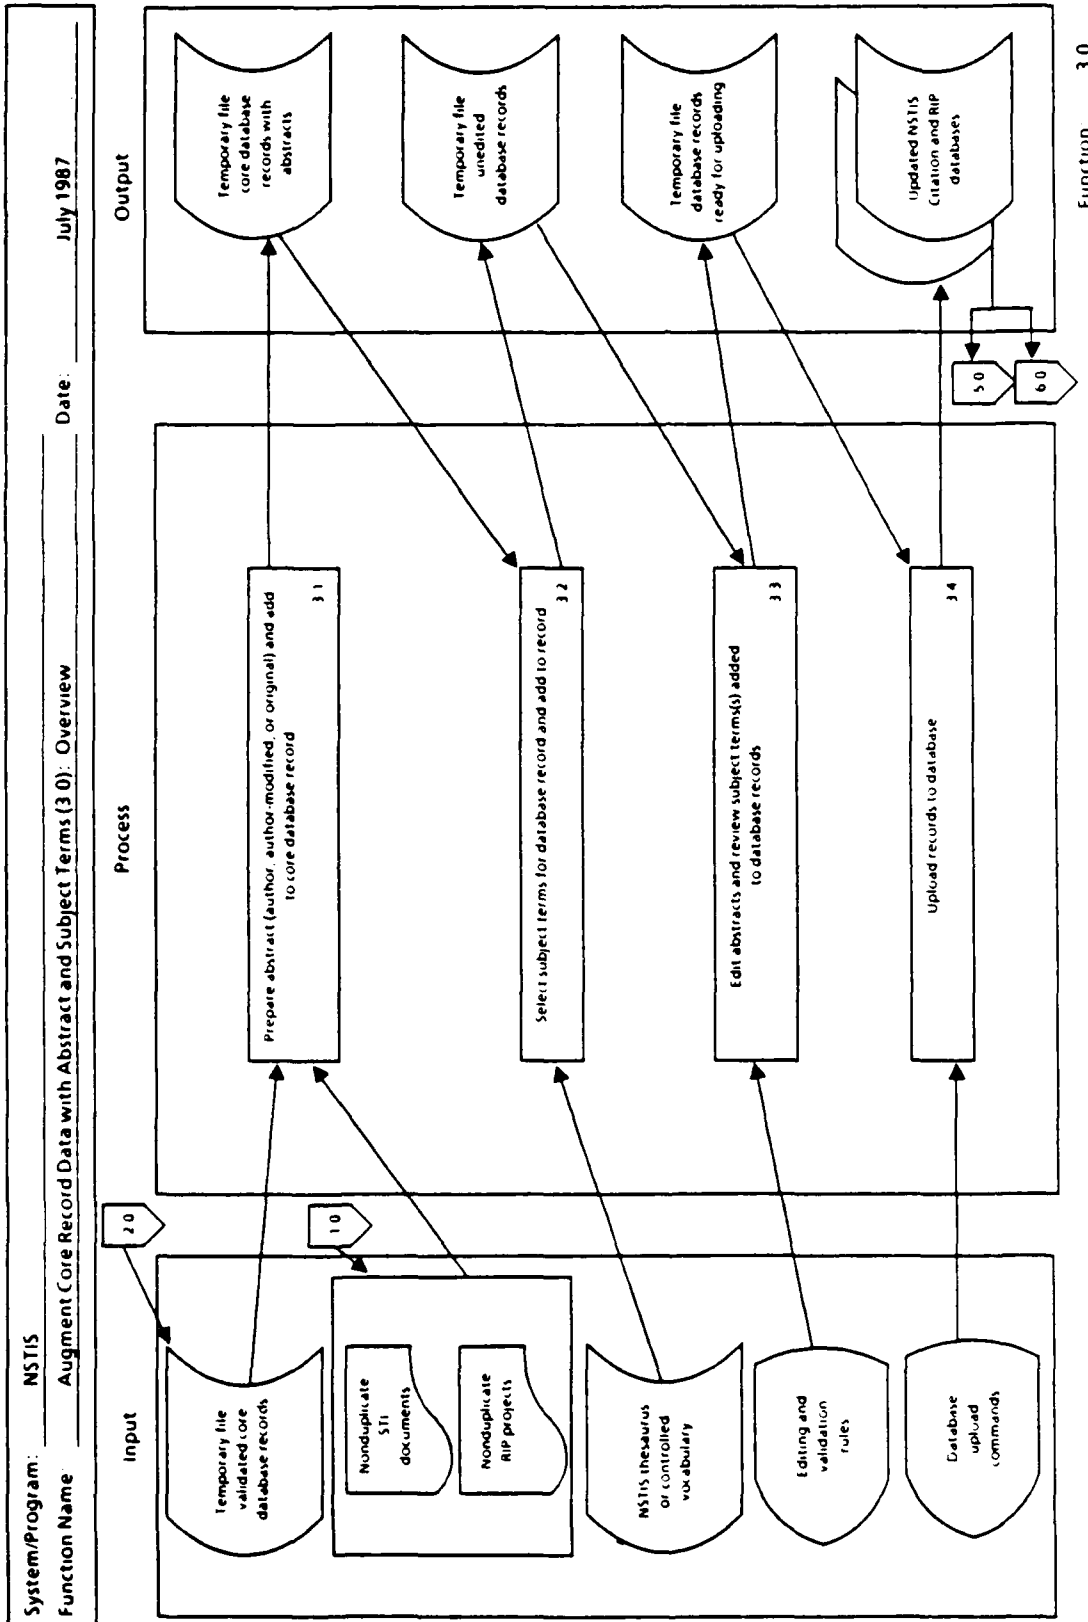 System/Program: NSTIS
Function Name Augment Core Record Data with Abstract and Subject Terms (3 0): Overview Date: July 1987
Input
Process
Output
2 0
Temporary file
validated core
database records
1 0
Nonduplicate
STI
documents
Nonduplicate
RIP projects
NSTIS thesaurus
or controlled
vocabulary
Editing and
validation
rules
Database
upload
commands
Prepare abstract (author, author-modified, or original) and add
to core database record
3 1
Select subject terms for database record and add to record
3 2
Edit abstracts and review subject terms(s) added
to database records
3 3
Upload records to database
3 4
Temporary file
core database
records with
abstracts
Temporary file
unedited
database records
Temporary file
database records
ready for uploading
Updated NSTIS
Citation and RIP
databases
5 0
6 0
Function 3 0